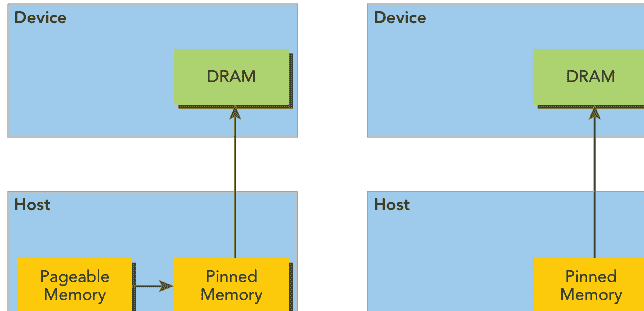 Device
DRAM
Host
Pageable
Memory
Pinned
Memory
Device
DRAM
Host
Pinned
Memory